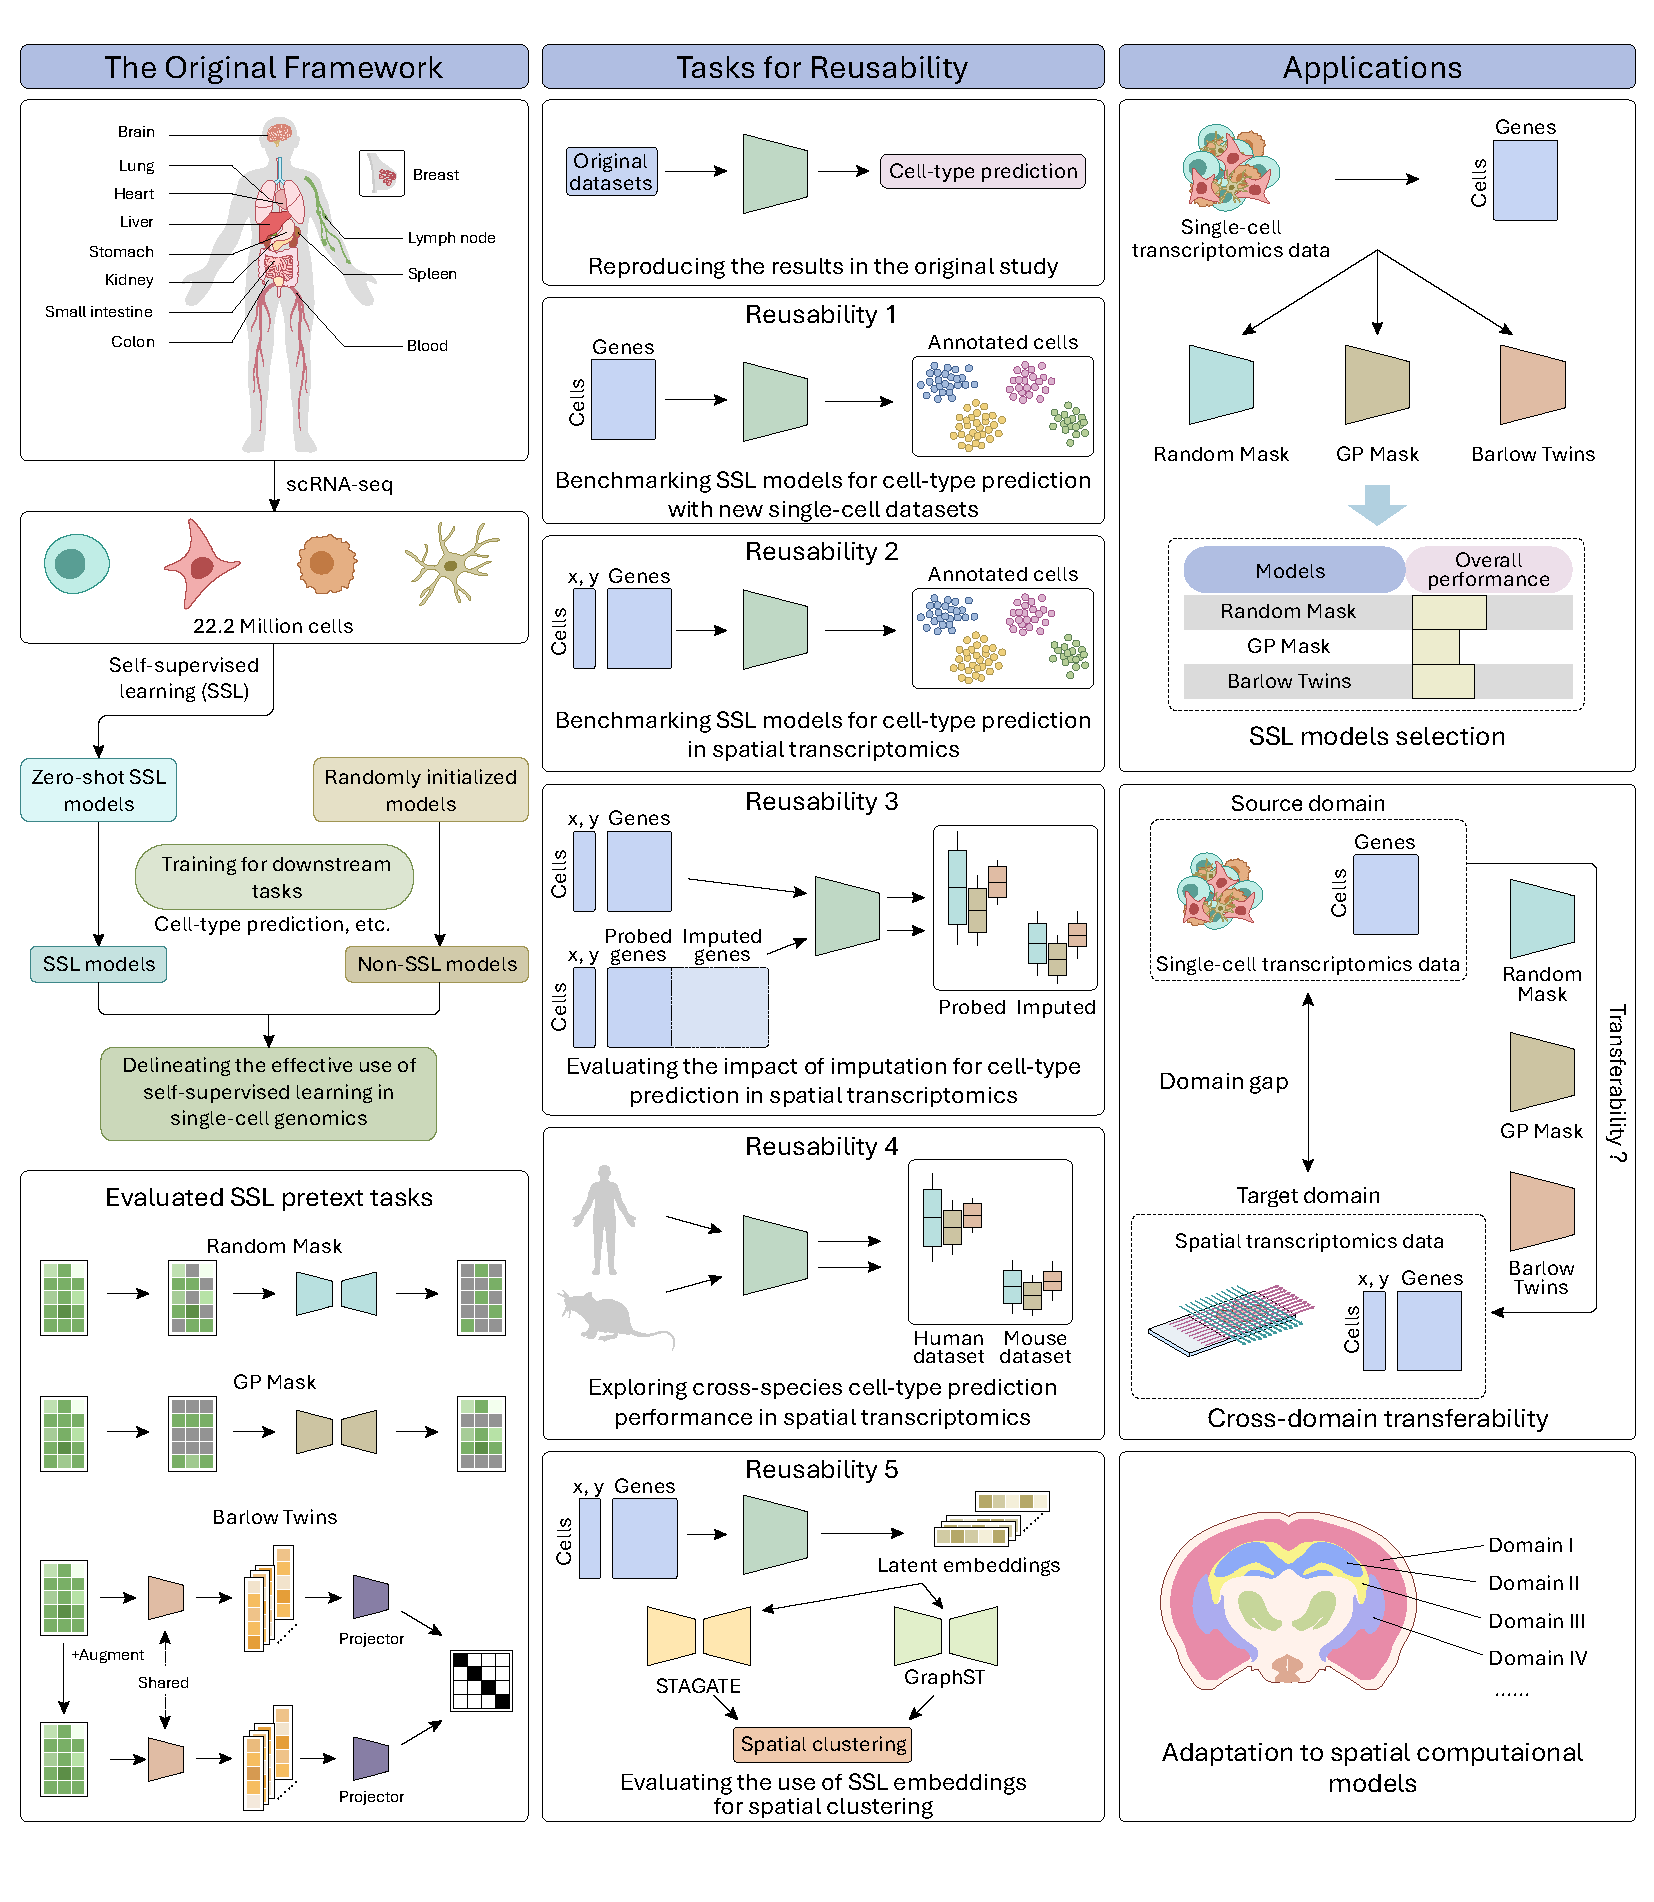 The Original Framework
Brain
Lung
Heart
Liver
Stomach
Kidney
Small intestine
Colon
Breast
Lymph node
Spleen
Blood
scRNA-seq
22.2 Million cells
Self-supervised
learning (SSL)
Zero-shot SSL
models
Randomly initialized
models
Training for downstream
tasks
Cell-type prediction, etc.
SSL models
Non-SSL models
Delineating the effective use of
self-supervised learning in
single-cell genomics
Evaluated SSL pretext tasks
Random Mask
GP Mask
Barlow Twins
+Augment
Shared
Projector
Projector
Tasks for Reusability
Original
datasets
Cell-type prediction
Reproducing the results in the original study
Reusability 1
Genes
Cells
Annotated cells
Benchmarking SSL models for cell-type prediction
with new single-cell datasets
Reusability 2
x, y Genes
Cells
Annotated cells
Benchmarking SSL models for cell-type prediction
in spatial transcriptomics
Reusability 3
x, y Genes
Cells
Probed Imputed
x, y genes genes
Cells
Probed Imputed
Evaluating the impact of imputation for cell-type
prediction in spatial transcriptomics
Reusability 4
Human Mouse
dataset dataset
Exploring cross-species cell-type prediction
performance in spatial transcriptomics
Reusability 5
x, y Genes
Cells
Latent embeddings
STAGATE
GraphST
Spatial clustering
Evaluating the use of SSL embeddings
for spatial clustering
Applications
Single-cell
transcriptomics data
Genes
Cells
Random Mask
GP Mask
Barlow Twins
Models
Overall
performance
Random Mask
GP Mask
Barlow Twins
SSL models selection
Source domain
Genes
Cells
Single-cell transcriptomics data
Domain gap
Random
Mask
GP Mask
Barlow
Twins
Transferability ?
Target domain
Spatial transcriptomics data
x, y Genes
Cells
Cross-domain transferability
Domain I
Domain II
Domain III
Domain IV
......
Adaptation to spatial computaional
models